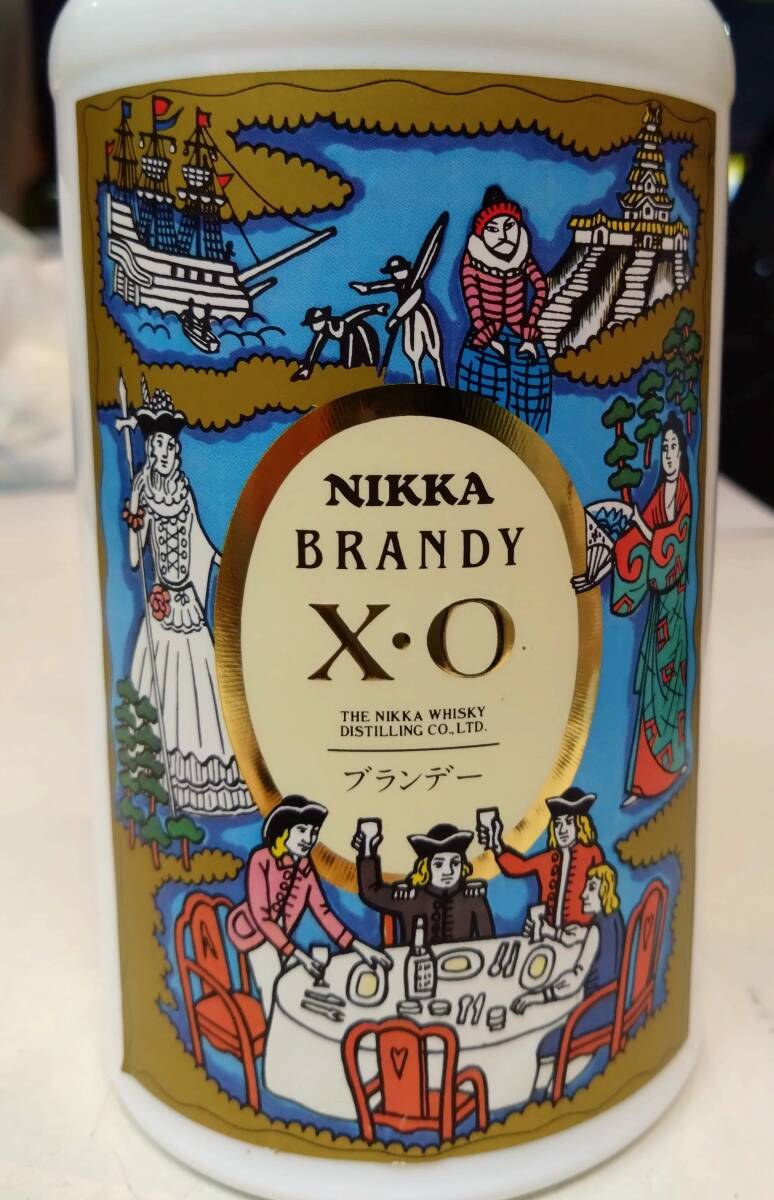 NIKKA
BRANDY
X·O
THE NIKKA WHISKY
DISTILLING CO., LTD.
ブランデー